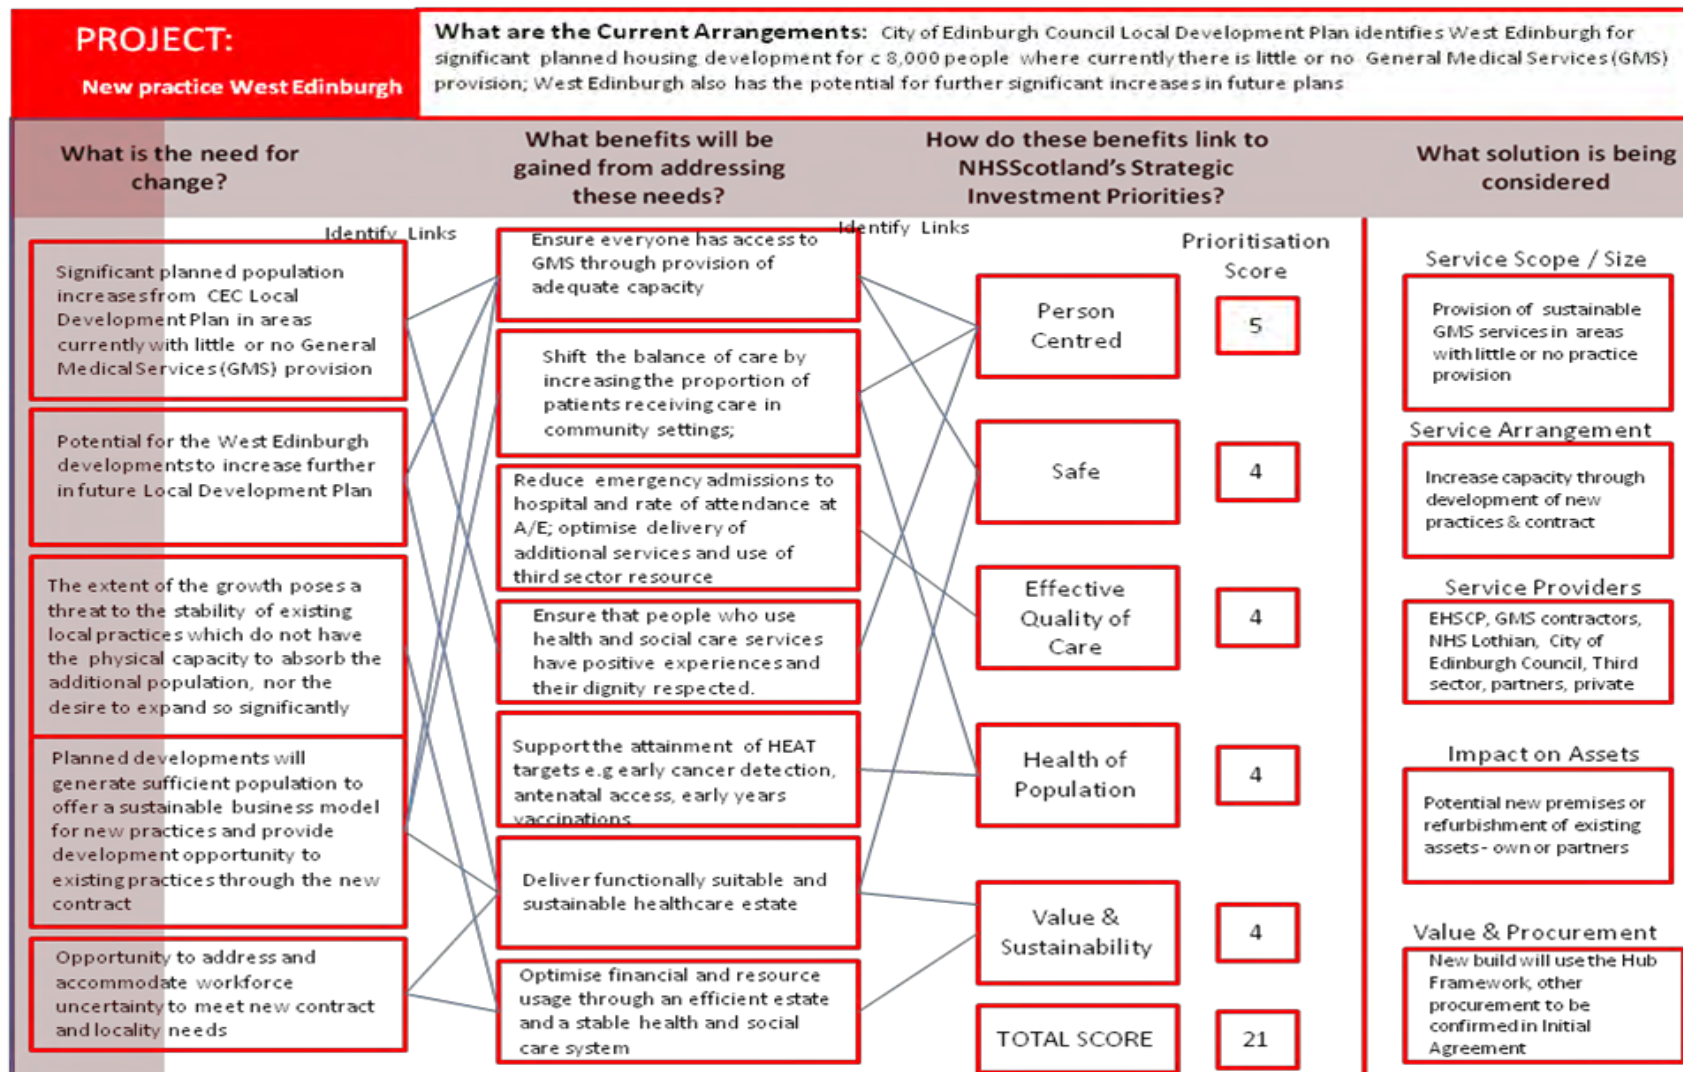 PROJECT:
New practice West Edinburgh
What are the Current Arrangements: City of Edinburgh Council Local Development Plan identifies West Edinburgh for
significant planned housing development for c 8,000 people where currently there is little or no General Medical Services (GMS)
provision; West Edinburgh also has the potential for further significant increases in future plans
What is the need for
change?
What benefits will be
gained from addressing
these needs?
How do these benefits link to
NHSScotland's Strategic
Investment Priorities?
What solution is being
considered
Identify Links
Significant planned population
increases from CEC Local
Development Plan in areas
currently with little or no General
Medical Services (GMS) provision
Potential for the West Edinburgh
developments to increase further
in future Local Development Plan
The extent of the growth poses a
threat to the stability of existing
local practices which do not have
the physical capacity to absorb the
additional population, nor the
desire to expand so significantly
Planned developments will
generate sufficient population to
offer a sustainable business model
for new practices and provide
development opportunity to
existing practices through the new
contract
Opportunity to address and
accommodate workforce
uncertainty to meet new contract
and locality needs
Ensure everyone has access to
GMS through provision of
adequate capacity
Shift the balance of care by
increasing the proportion of
patients receiving care in
community settings;
Reduce emergency admissions to
hospital and rate of attendance at
A/E; optimise delivery of
additional services and use of
third sector resource
Ensure that people who use
health and social care services
have positive experiences and
their dignity respected.
Support the attainment of HEAT
targets e.g early cancer detection,
antenatal access, early years
vaccinations
Deliver functionally suitable and
sustainable healthcare estate
Optimise financial and resource
usage through an efficient estate
and a stable health and social
care system
Identify Links
Prioritisation
Score
Person
Centred
5
Safe
4
Effective
Quality of
Care
4
Health of
Population
4
Value &
Sustainability
4
TOTAL SCORE
21
Service Scope / Size
Provision of sustainable
GMS services in areas
with little or no practice
provision
Service Arrangement
Increase capacity through
development of new
practices & contract
Service Providers
EHSCP, GMS contractors,
NHS Lothian, City of
Edinburgh Council, Third
sector, partners, private
Impact on Assets
Potential new premises or
refurbishment of existing
assets - own or partners
Value & Procurement
New build will use the Hub
Framework, other
procurement to be
confirmed in Initial
Agreement